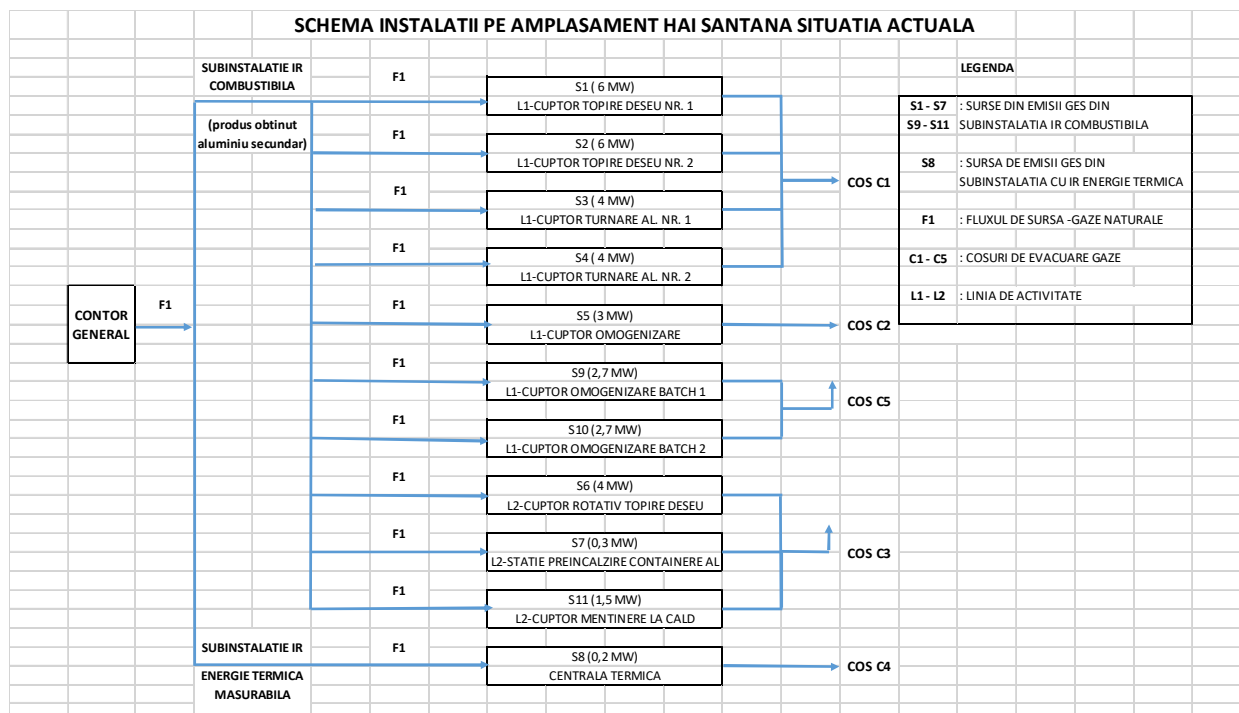 SCHEMA INSTALATII PE AMPLASAMENT HAI SANTANA SITUATIA ACTUALA
SUBINSTALATIE IR
COMBUSTIBILA
(produs obtinut
aluminiu secundar)
CONTOR
GENERAL
F1
F1
S1 ( 6 MW)
L1-CUPTOR TOPIRE DESEU NR. 1
F1
S2 ( 6 MW)
L1-CUPTOR TOPIRE DESEU NR. 2
COS C1
F1
S3 ( 4 MW)
L1-CUPTOR TURNARE AL. NR. 1
F1
S4 ( 4 MW)
L1-CUPTOR TURNARE AL. NR. 2
F1
S5 (3 MW)
L1-CUPTOR OMOGENIZARE
COS C2
F1
S9 (2,7 MW)
L1-CUPTOR OMOGENIZARE BATCH 1
COS C5
F1
S10 (2,7 MW)
L1-CUPTOR OMOGENIZARE BATCH 2
F1
S6 (4 MW)
L2-CUPTOR ROTATIV TOPIRE DESEU
F1
S7 (0,3 MW)
L2-STATIE PREINCALZIRE CONTAINERE AL
COS C3
F1
S11 (1,5 MW)
L2-CUPTOR MENTINERE LA CALD
SUBINSTALATIE IR
ENERGIE TERMICA
MASURABILA
F1
S8 (0,2 MW)
CENTRALA TERMICA
COS C4
LEGENDA
S1 - S7 : SURSE DIN EMISII GES DIN
S9 - S11 SUBINSTALATIA IR COMBUSTIBILA
S8 : SURSA DE EMISII GES DIN
SUBINSTALATIA CU IR ENERGIE TERMICA
F1 : FLUXUL DE SURSA -GAZE NATURALE
C1 - C5 : COSURI DE EVACUARE GAZE
L1 - L2 : LINIA DE ACTIVITATE